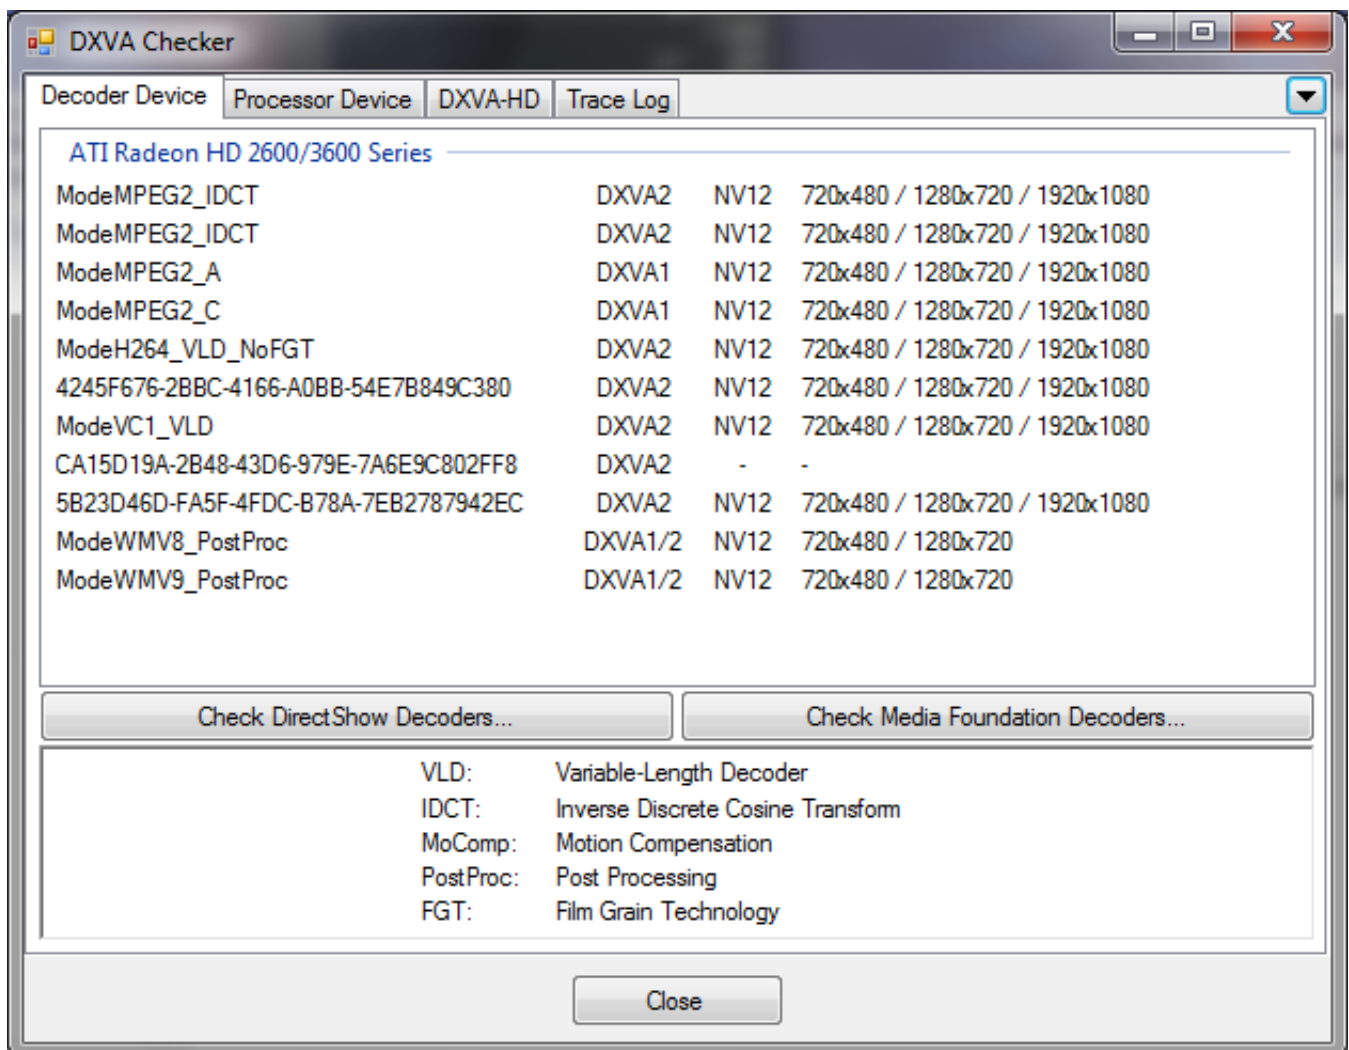 DXVA Checker
Decoder Device Processor Device DXVA-HD Trace Log
ATI Radeon HD 2600/3600 Series
ModeMPEG2_IDCT DXVA2 NV12 720x480 / 1280x720 / 1920x1080
ModeMPEG2_IDCT DXVA2 NV12 720x480 / 1280x720 / 1920x1080
ModeMPEG2_A DXVA1 NV12 720x480 / 1280x720 / 1920x1080
ModeMPEG2_C DXVA1 NV12 720x480 / 1280x720 / 1920x1080
ModeH264_VLD_NoFGT DXVA2 NV12 720x480 / 1280x720 / 1920x1080
4245F676-2BBC-4166-A0BB-54E7B849C380 DXVA2 NV12 720x480 / 1280x720 / 1920x1080
ModeVC1_VLD DXVA2 NV12 720x480 / 1280x720 / 1920x1080
CA15D19A-2B48-43D6-979E-7A6E9C802FF8 DXVA2 - -
5B23D46D-FA5F-4FDC-B78A-7EB2787942EC DXVA2 NV12 720x480 / 1280x720 / 1920x1080
ModeWMV8_PostProc DXVA1/2 NV12 720x480 / 1280x720
ModeWMV9_PostProc DXVA1/2 NV12 720x480 / 1280x720
Check DirectShow Decoders... Check Media Foundation Decoders...
VLD: Variable-Length Decoder
IDCT: Inverse Discrete Cosine Transform
MoComp: Motion Compensation
PostProc: Post Processing
FGT: Film Grain Technology
Close